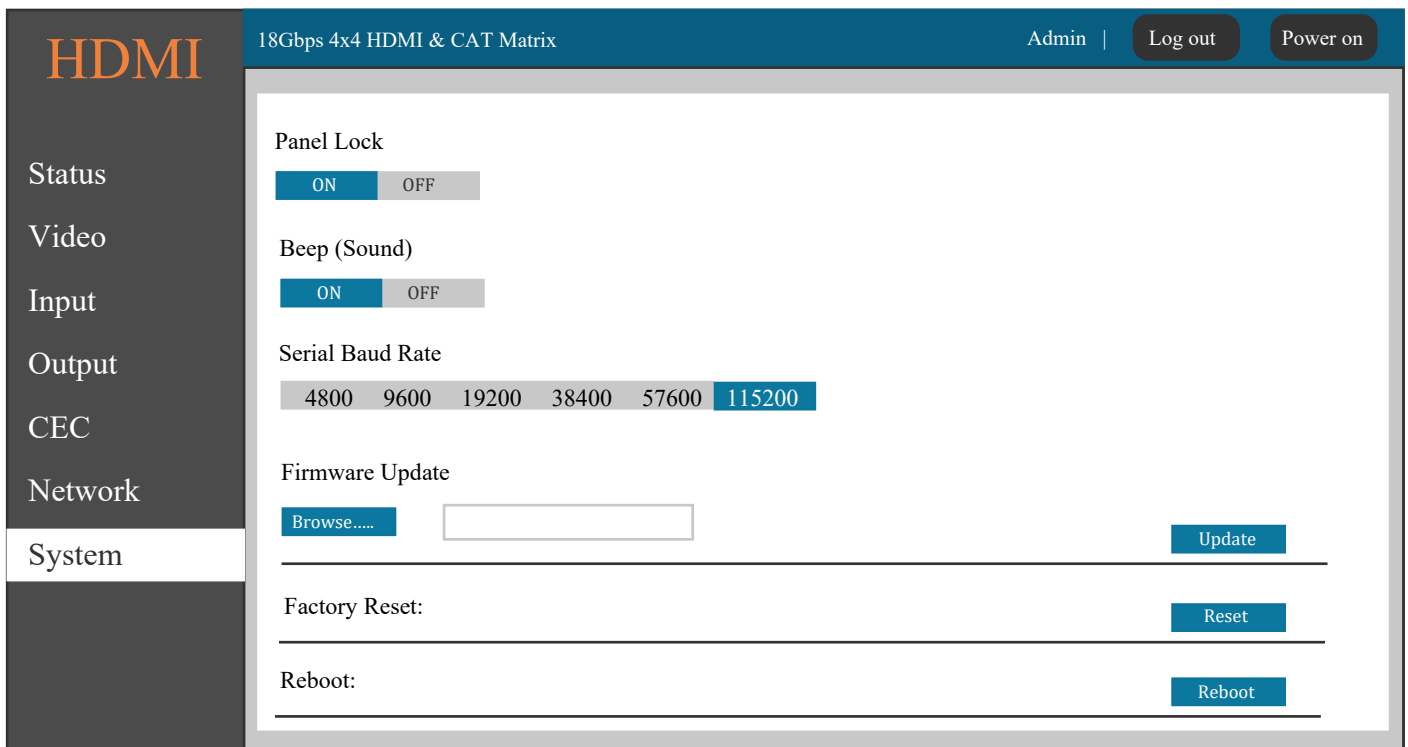 HDMI
18Gbps 4x4 HDMI & CAT Matrix
Admin |
Log out
Power on
Status
Video
Input
Output
CEC
Network
System
Panel Lock
ON OFF
Beep (Sound)
ON OFF
Serial Baud Rate
4800 9600 19200 38400 57600 115200
Firmware Update
Browse.....
Update
Factory Reset:
Reset
Reboot:
Reboot